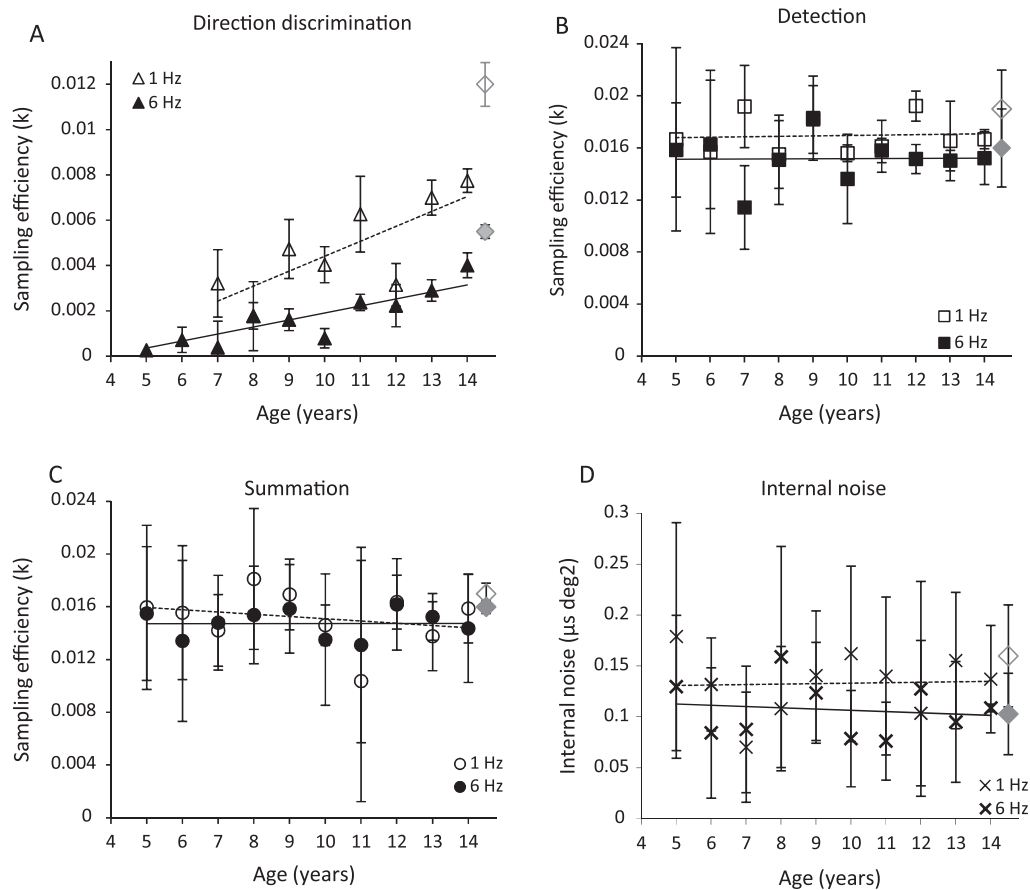 A
Direction discrimination
Sampling efficiency (k)
0.012
0.01
0.008
0.006
0.004
0.002
0
1 Hz
6 Hz
4 5 6 7 8 9 10 11 12 13 14
Age (years)
B
Detection
Sampling efficiency (k)
0.024
0.02
0.016
0.012
0.008
0.004
0
1 Hz
6 Hz
4 5 6 7 8 9 10 11 12 13 14
Age (years)
C
Summation
Sampling efficiency (k)
0.024
0.02
0.016
0.012
0.008
0.004
0
1 Hz
6 Hz
4 5 6 7 8 9 10 11 12 13 14
Age (years)
D
Internal noise
Internal noise (µs deg2)
0.3
0.25
0.2
0.15
0.1
0.05
0
1 Hz
6 Hz
4 5 6 7 8 9 10 11 12 13 14
Age (years)